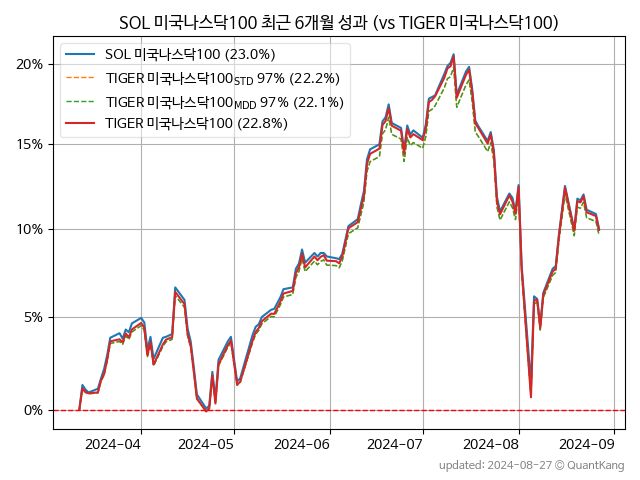 SOL 미국나스닥100 최근 6개월 성과 (vs TIGER 미국나스닥100)
SOL 미국나스닥100 (23.0%)
TIGER 미국나스닥100STD 97% (22.2%)
TIGER 미국나스닥100MDD 97% (22.1%)
TIGER 미국나스닥100 (22.8%)
20%
15%
10%
5%
0%
2024-04 2024-05 2024-06 2024-07 2024-08 2024-09
updated: 2024-08-27 © QuantKang